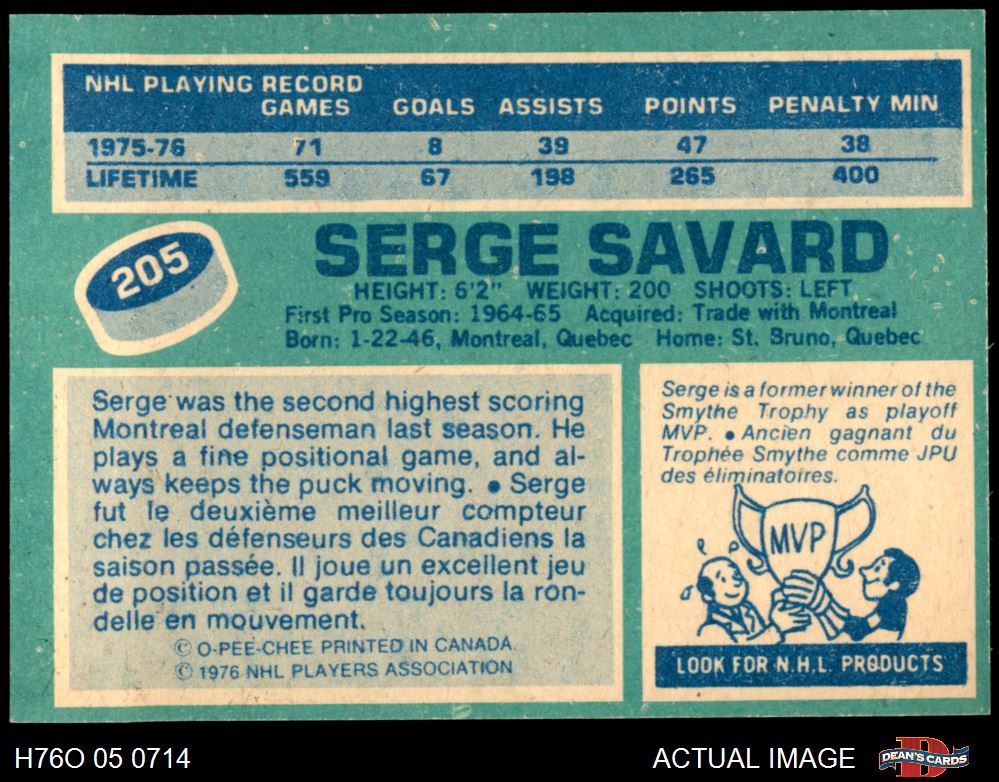 NHL PLAYING RECORD
GAMES GOALS ASSISTS POINTS PENALTY MIN
1975-76 71 8 39 47 38
LIFETIME 559 67 198 265 400
205
SERGE SAVARD
HEIGHT: 6'2" WEIGHT: 200 SHOOTS: LEFT
First Pro Season: 1964-65 Acquired: Trade with Montreal
Born: 1-22-46, Montreal, Quebec Home: St. Bruno, Quebec
Serge was the second highest scoring
Montreal defenseman last season. He
plays a fine positional game, and al-
ways keeps the puck moving. ● Serge
fut le deuxième meilleur compteur
chez les défenseurs des Canadiens la
saison passée. Il joue un excellent jeu
de position et il garde toujours la ron-
delle en mouvement.
© O-PEE-CHEE PRINTED IN CANADA.
© 1976 NHL PLAYERS ASSOCIATION
Serge is a former winner of the
Smythe Trophy as playoff
MVP. ● Ancien gagnant du
Trophée Smythe comme JPU
des éliminatoires.
MVP
LOOK FOR N.H.L. PRODUCTS
H76O 05 0714
ACTUAL IMAGE
DEAN'S CARDS